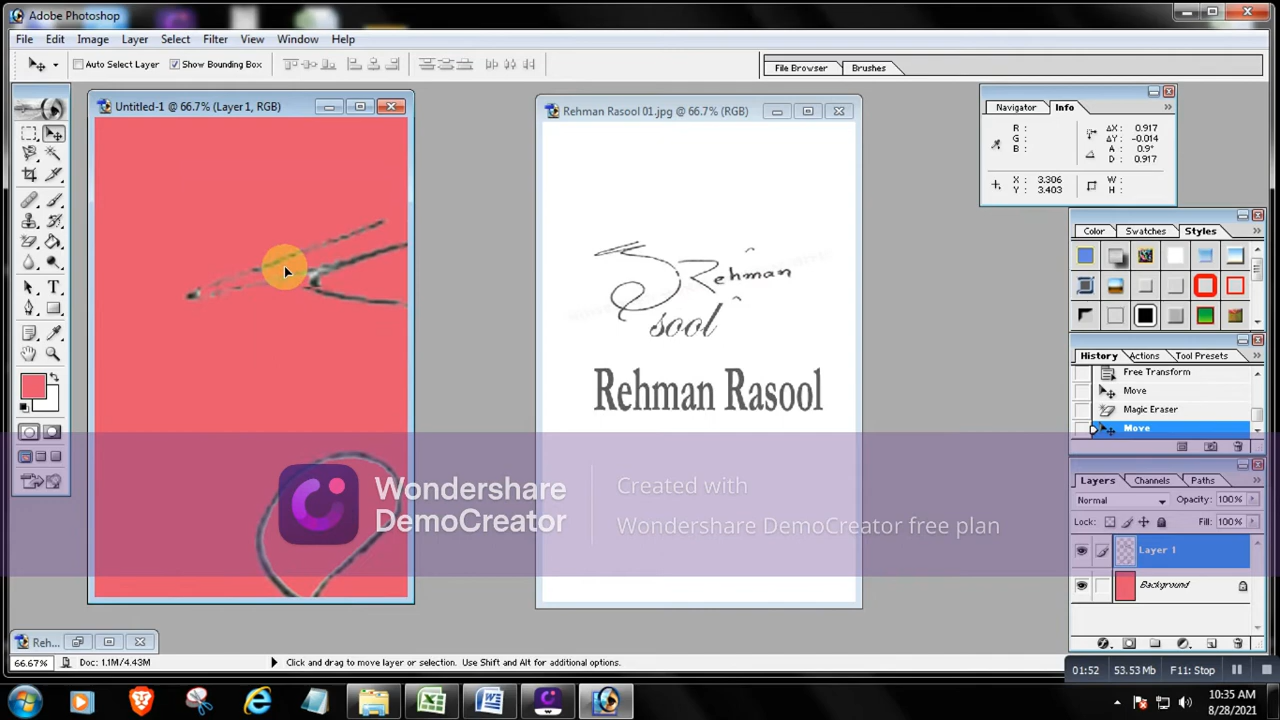 Adobe Photoshop
File Edit Image Layer Select Filter View Window Help
Auto Select Layer Show Bounding Box File Browser Brushes
Untitled-1 @ 66.7% (Layer 1, RGB)
Rehman Rasool 01.jpg @ 66.7% (RGB)
Navigator Info
R: ΔX: 0.917
G: ΔY: -0.014
B: A: 0.9°
D: 0.917
X: 3.306 W:
Y: 3.403 H:
Color Swatches Styles
Rehman
sool
Rehman Rasool
History Actions Tool Presets
Free Transform
Move
Magic Eraser
Move
Layers Channels Paths
Normal Opacity: 100%
Lock: Fill: 100%
Layer 1
Background
Wondershare
DemoCreator
Created with
Wondershare DemoCreator free plan
Reh...
66.67% Doc: 1.1M/4.43M Click and drag to move layer or selection. Use Shift and Alt for additional options.
01:52 53.53 Mb F11: Stop
10:35 AM
8/28/2021